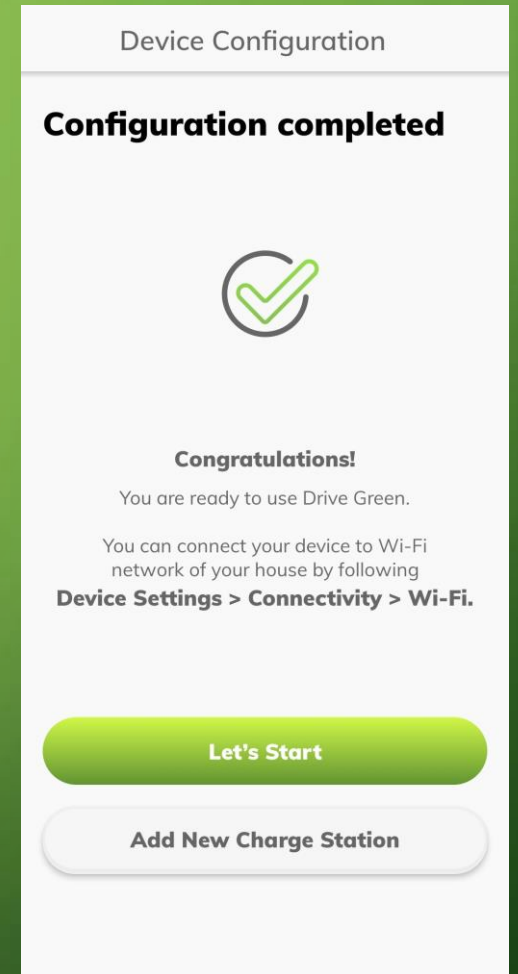 Device Configuration
Configuration completed
Congratulations!
You are ready to use Drive Green.
You can connect your device to Wi-Fi
network of your house by following
Device Settings > Connectivity > Wi-Fi.
Let's Start
Add New Charge Station